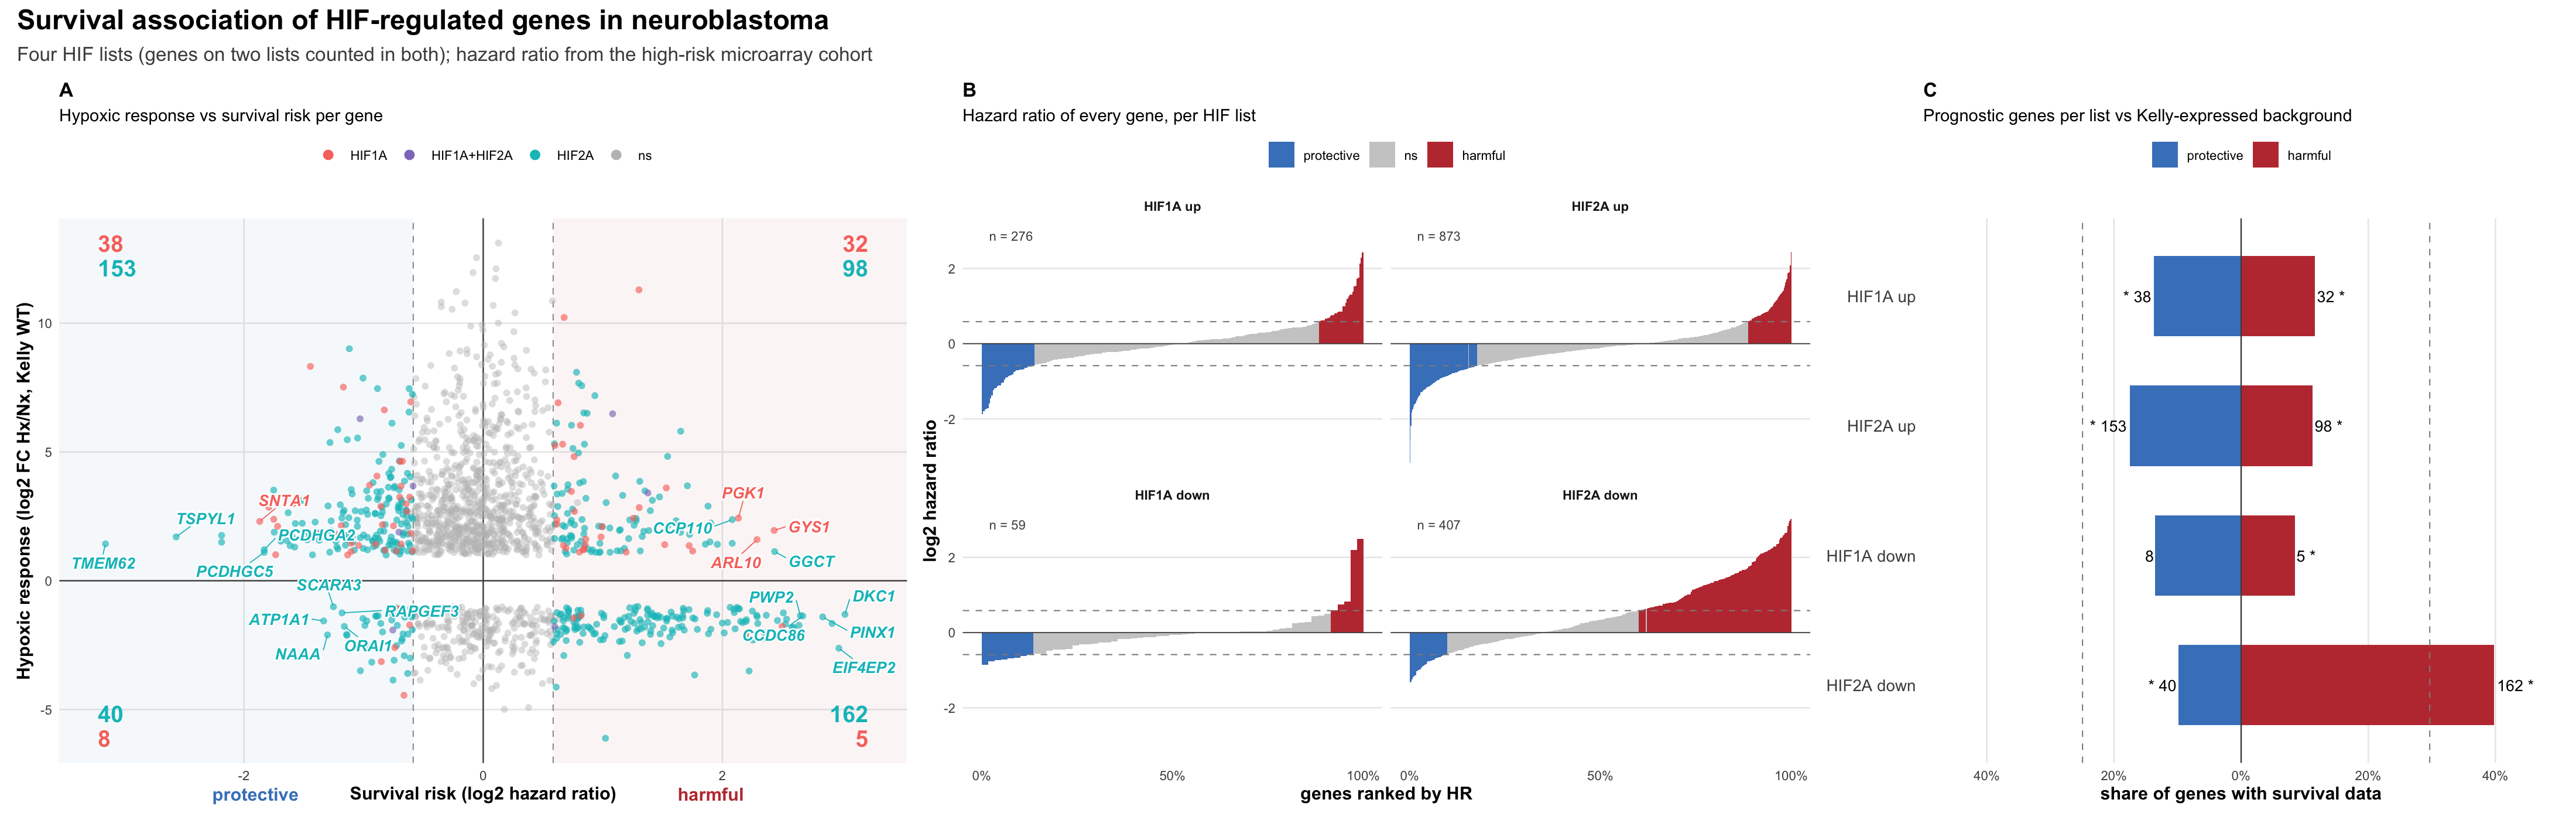 Survival association of HIF-regulated genes in neuroblastoma
Four HIF lists (genes on two lists counted in both); hazard ratio from the high-risk microarray cohort
A
Hypoxic response vs survival risk per gene
HIF1A HIF1A+HIF2A HIF2A ns
38
153
32
98
10
5
0
-5
Hypoxic response (log2 FC Hx/Nx, Kelly WT)
SNTA1
TSPYL1
PCDHGA2
TMEM62
PCDHGC5
PGK1
CCP110
GYS1
ARL10
GGCT
SCARA3
ATP1A1
RAPGEF3
ORAI1
NAAA
PWP2
DKC1
CCDC86
PINX1
EIF4EP2
40
8
162
5
-2 0 2
protective Survival risk (log2 hazard ratio) harmful
B
Hazard ratio of every gene, per HIF list
protective ns harmful
HIF1A up
n = 276
HIF2A up
n = 873
2
0
-2
log2 hazard ratio
HIF1A down
n = 59
HIF2A down
n = 407
2
0
-2
0% 50% 100% 0% 50% 100%
genes ranked by HR
C
Prognostic genes per list vs Kelly-expressed background
protective harmful
HIF1A up * 38 32 *
HIF2A up * 153 98 *
HIF1A down 8 5 *
HIF2A down * 40 162 *
40% 20% 0% 20% 40%
share of genes with survival data